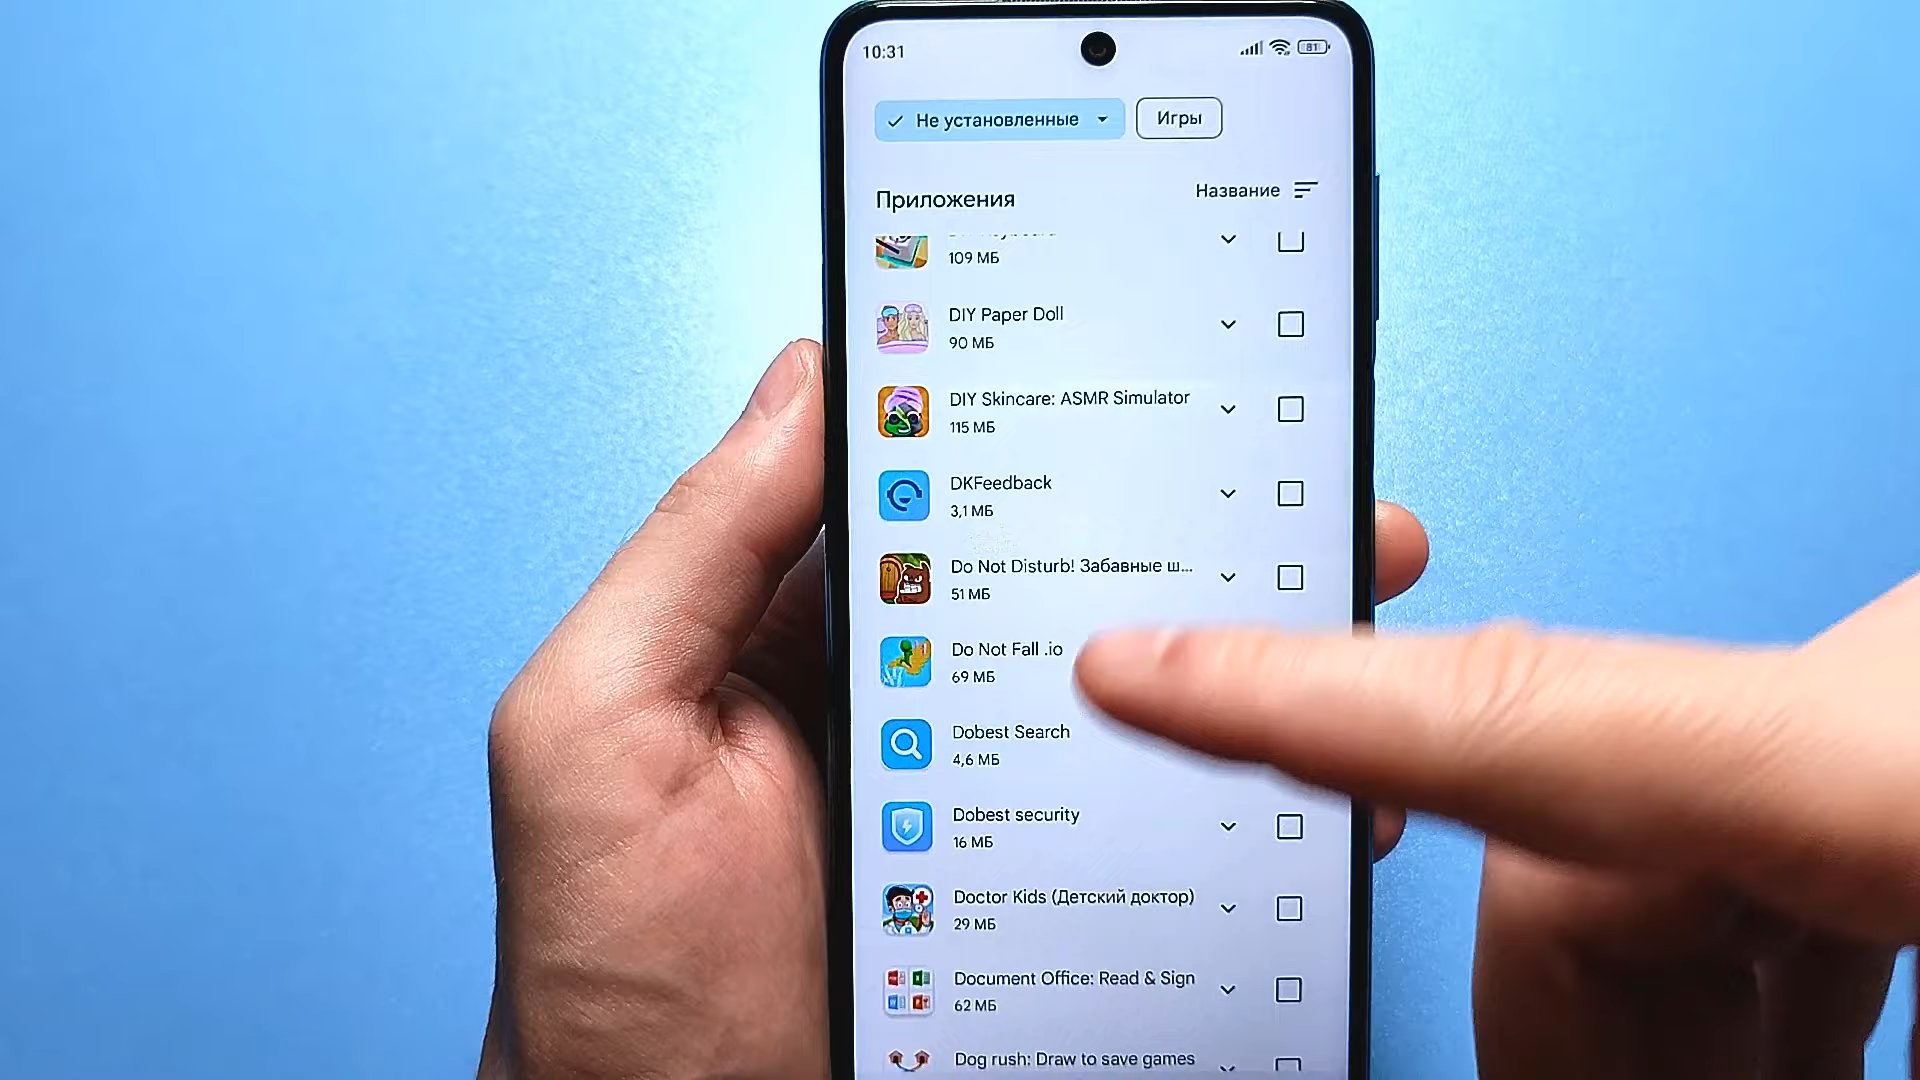 10:31
81
Не установленные
Игры
Приложения
Название
109 МБ
DIY Paper Doll
90 МБ
DIY Skincare: ASMR Simulator
115 МБ
DKFeedback
3,1 МБ
Do Not Disturb! Забавные ш...
51 МБ
Do Not Fall .io
69 МБ
Dobest Search
4,6 МБ
Dobest security
16 МБ
Doctor Kids (Детский доктор)
29 МБ
Document Office: Read & Sign
62 МБ
Dog rush: Draw to save games